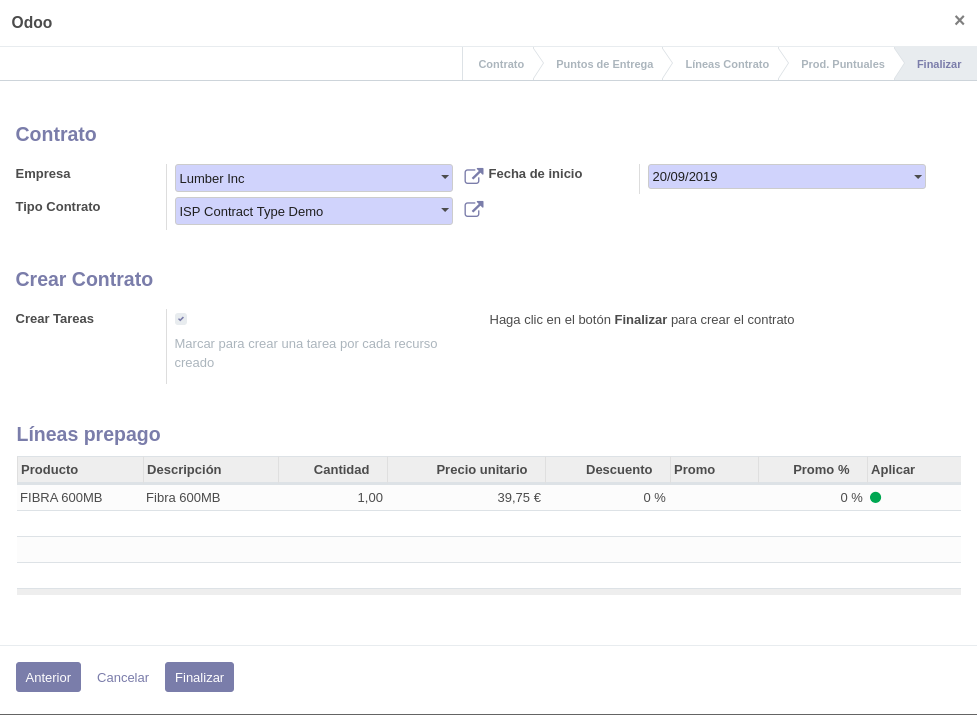 Odoo ×
Contrato Puntos de Entrega Líneas Contrato Prod. Puntuales Finalizar
Contrato
Empresa Lumber Inc Fecha de inicio 20/09/2019
Tipo Contrato ISP Contract Type Demo
Crear Contrato
Crear Tareas Haga clic en el botón Finalizar para crear el contrato
Marcar para crear una tarea por cada recurso
creado
Líneas prepago
Producto Descripción Cantidad Precio unitario Descuento Promo Promo % Aplicar
FIBRA 600MB Fibra 600MB 1,00 39,75 € 0 % 0 %
Anterior Cancelar Finalizar